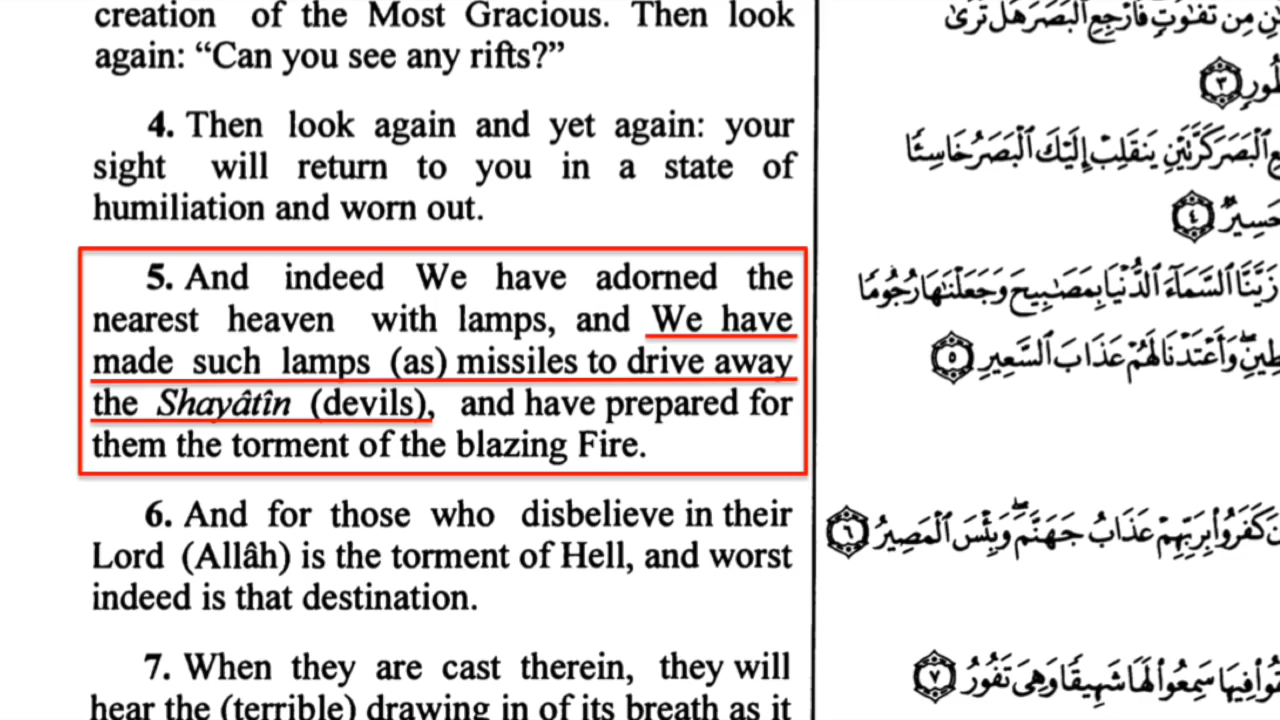 creation of the Most Gracious. Then look
again: “Can you see any rifts?”
4. Then look again and yet again: your
sight will return to you in a state of
humiliation and worn out.
5. And indeed We have adorned the
nearest heaven with lamps, and We have
made such lamps (as) missiles to drive away
the Shayâtîn (devils), and have prepared for
them the torment of the blazing Fire.
6. And for those who disbelieve in their
Lord (Allâh) is the torment of Hell, and worst
indeed is that destination.
7. When they are cast therein, they will
hear the (terrible) drawing in of its breath as it
مِن تَفَٰوُتٖۖ فَٱرۡجِعِ ٱلۡبَصَرَ هَلۡ تَرَىٰ
٣
ٱلۡبَصَرَ كَرَّتَيۡنِ يَنقَلِبۡ إِلَيۡكَ ٱلۡبَصَرُ خَاسِئٗا
حَسِيرٞ ٤
زَيَّنَّا ٱلسَّمَآءَ ٱلدُّنۡيَا بِمَصَٰبِيحَ وَجَعَلۡنَٰهَا رُجُومٗا
وَأَعۡتَدۡنَا لَهُمۡ عَذَابَ ٱلسَّعِيرِ ٥
كَفَرُواْ بِرَبِّهِمۡ عَذَابُ جَهَنَّمَۖ وَبِئۡسَ ٱلۡمَصِيرُ ٦
فِيهَا سَمِعُواْ لَهَا شَهِيقٗا وَهِيَ تَفُورُ ٧